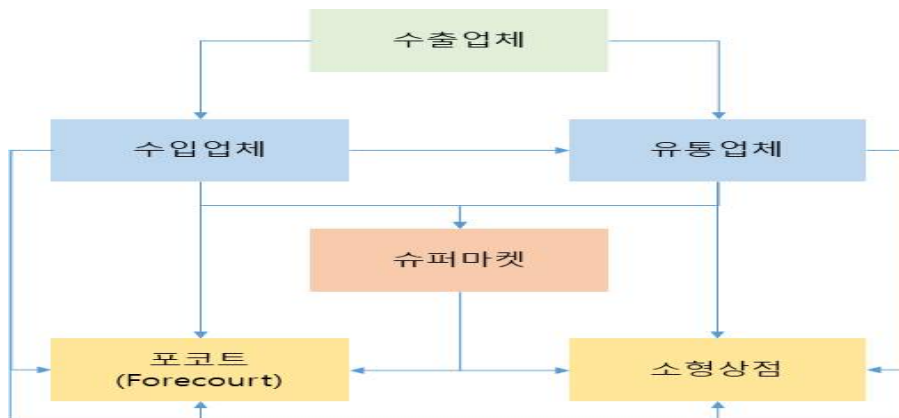 수출업체
수입업체
유통업체
슈퍼마켓
포코트
(Forecourt)
소형상점